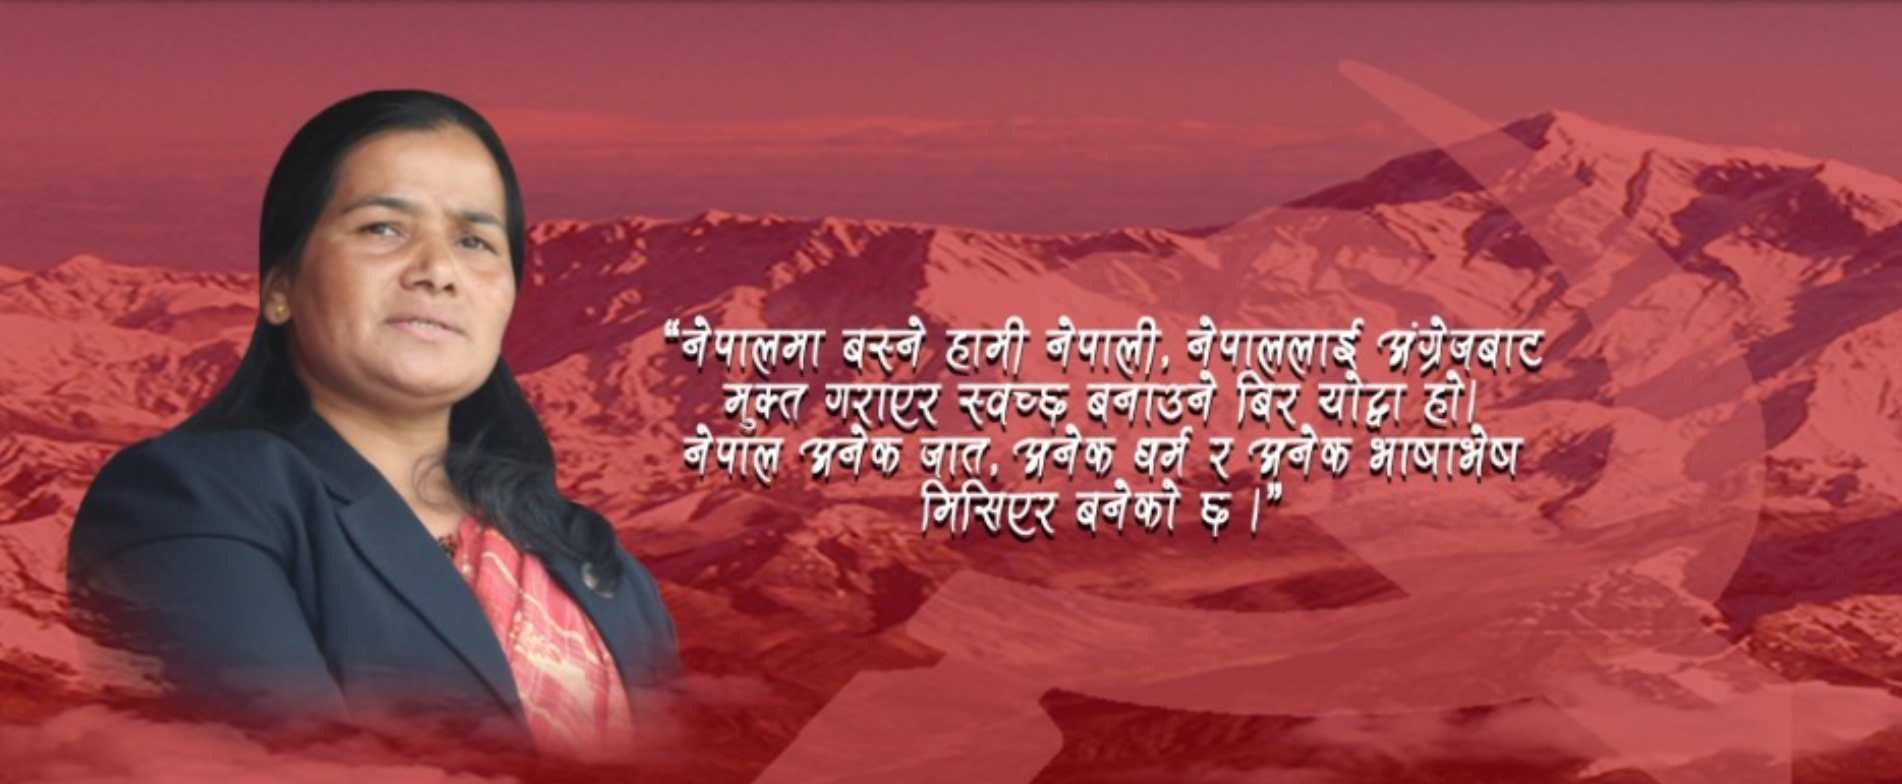 “नेपालमा बस्ने हामी नेपाली, नेपाललाई अंग्रेजबाट
मुक्त गराएर स्वच्छ बनाउने बिर योद्धा हो।
नेपाल अनेक जात, अनेक धर्म र अनेक भाषाभेष
मिसिएर बनेको छ ।”